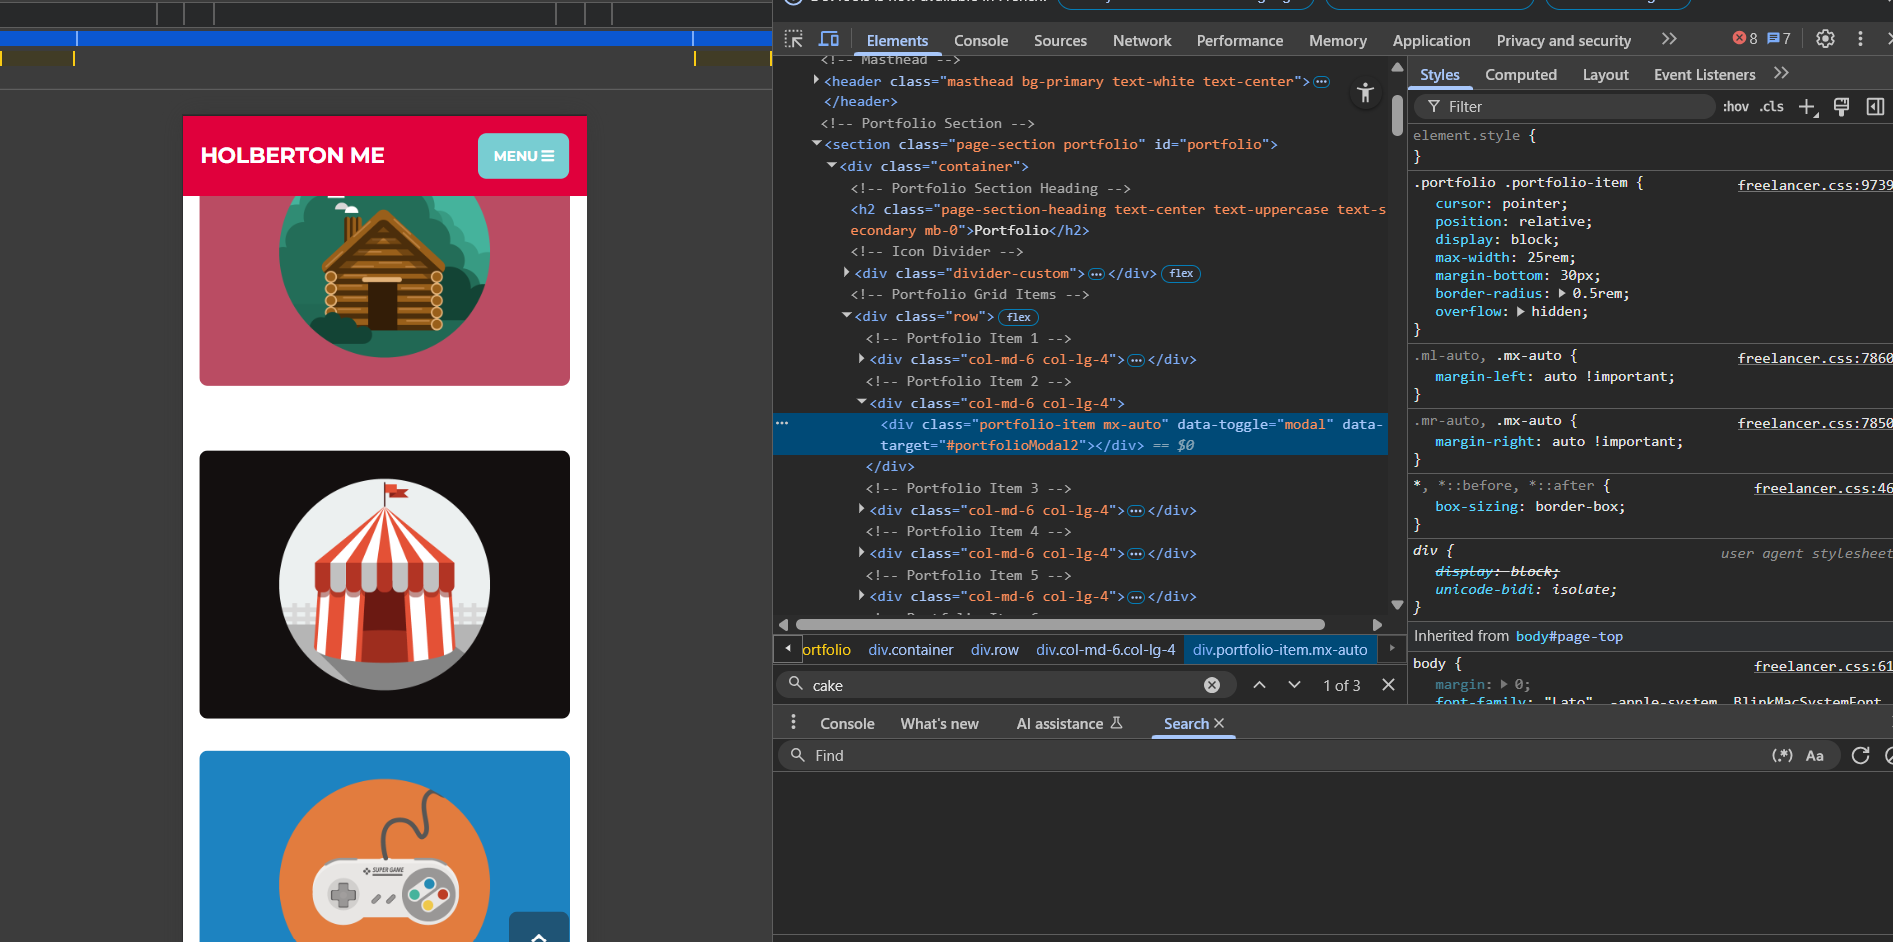 Elements Console Sources Network Performance Memory Application Privacy and security 8 7
<!-- Masthead -->
<header class="masthead bg-primary text-white text-center">
</header>
<!-- Portfolio Section -->
<section class="page-section portfolio" id="portfolio">
<div class="container">
<!-- Portfolio Section Heading -->
<h2 class="page-section-heading text-center text-uppercase text-s
econdary mb-0">Portfolio</h2>
<!-- Icon Divider -->
<div class="divider-custom"> </div> flex
<!-- Portfolio Grid Items -->
<div class="row"> flex
<!-- Portfolio Item 1 -->
<div class="col-md-6 col-lg-4"> </div>
<!-- Portfolio Item 2 -->
<div class="col-md-6 col-lg-4">
<div class="portfolio-item mx-auto" data-toggle="modal" data-
target="#portfolioModal2"></div> == $0
</div>
<!-- Portfolio Item 3 -->
<div class="col-md-6 col-lg-4"> </div>
<!-- Portfolio Item 4 -->
<div class="col-md-6 col-lg-4"> </div>
<!-- Portfolio Item 5 -->
<div class="col-md-6 col-lg-4"> </div>
ortfolio div.container div.row div.col-md-6.col-lg-4 div.portfolio-item.mx-auto
cake 1 of 3
Console What's new AI assistance Search
Find (.*) Aa
Styles Computed Layout Event Listeners
Filter :hov .cls
element.style {
}
.portfolio .portfolio-item { freelancer.css:9739
cursor: pointer;
position: relative;
display: block;
max-width: 25rem;
margin-bottom: 30px;
border-radius: 0.5rem;
overflow: hidden;
}
.ml-auto, .mx-auto { freelancer.css:7860
margin-left: auto !important;
}
.mr-auto, .mx-auto { freelancer.css:7850
margin-right: auto !important;
}
*, *::before, *::after { freelancer.css:46
box-sizing: border-box;
}
div { user agent stylesheet
display: block;
unicode-bidi: isolate;
}
Inherited from body#page-top
body { freelancer.css:61
margin: 0;
font-family: "Lato", -apple-system, BlinkMacSystemFont
HOLBERTON ME
MENU
SUPER GAME